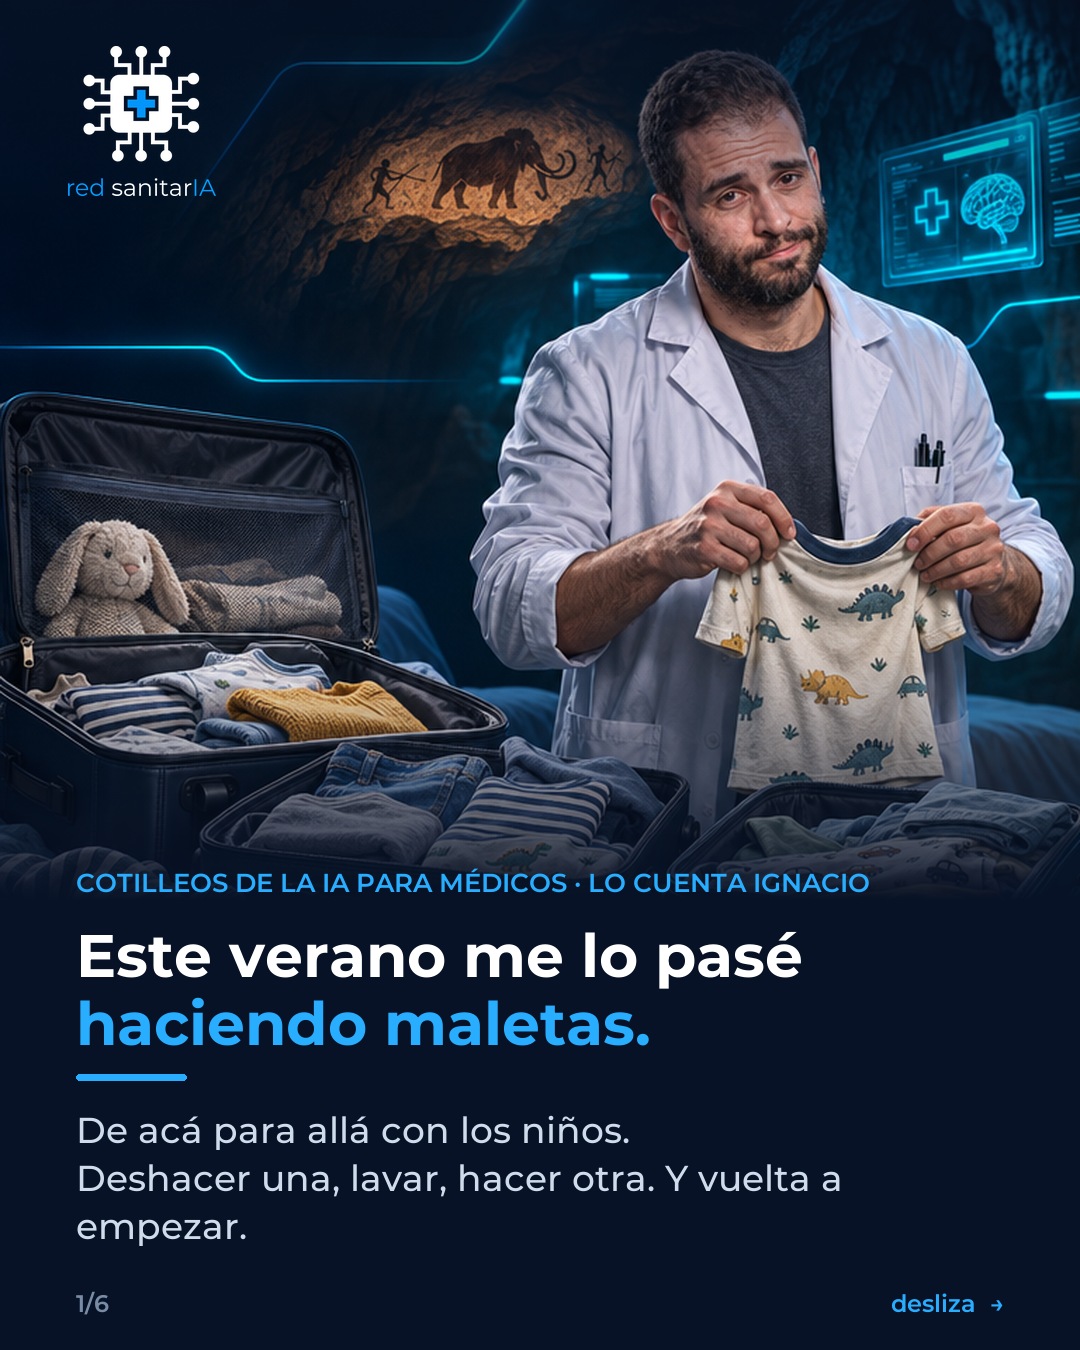 red sanitarIA
COTILLEOS DE LA IA PARA MÉDICOS · LO CUENTA IGNACIO
Este verano me lo pasé
haciendo maletas.
De acá para allá con los niños.
Deshacer una, lavar, hacer otra. Y vuelta a
empezar.
1/6
desliza →